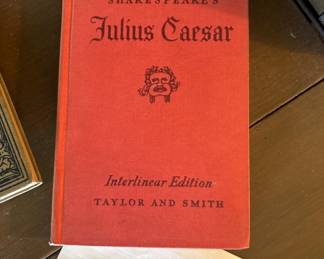 SHAKESPEARE'S
Julius Caesar
Interlinear Edition
TAYLOR AND SMITH